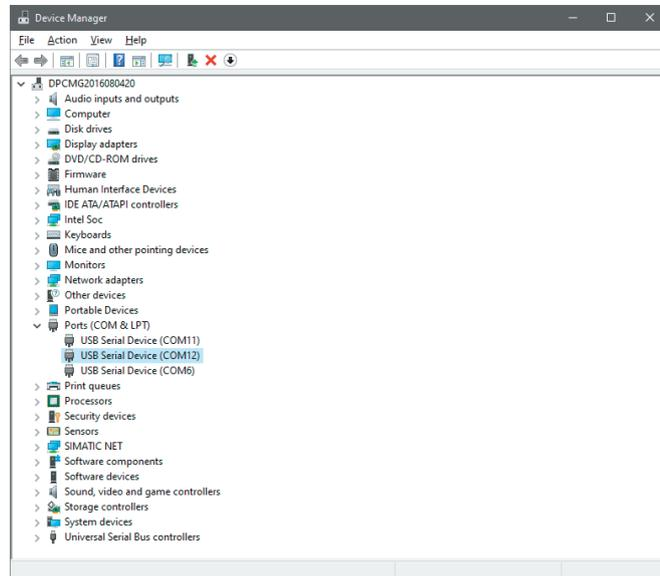 Device Manager
File Action View Help
DPCMG2016080420
Audio inputs and outputs
Computer
Disk drives
Display adapters
DVD/CD-ROM drives
Firmware
Human Interface Devices
IDE ATA/ATAPI controllers
Intel Soc
Keyboards
Mice and other pointing devices
Monitors
Network adapters
Other devices
Portable Devices
Ports (COM & LPT)
USB Serial Device (COM11)
USB Serial Device (COM12)
USB Serial Device (COM6)
Print queues
Processors
Security devices
Sensors
SIMATIC NET
Software components
Software devices
Sound, video and game controllers
Storage controllers
System devices
Universal Serial Bus controllers